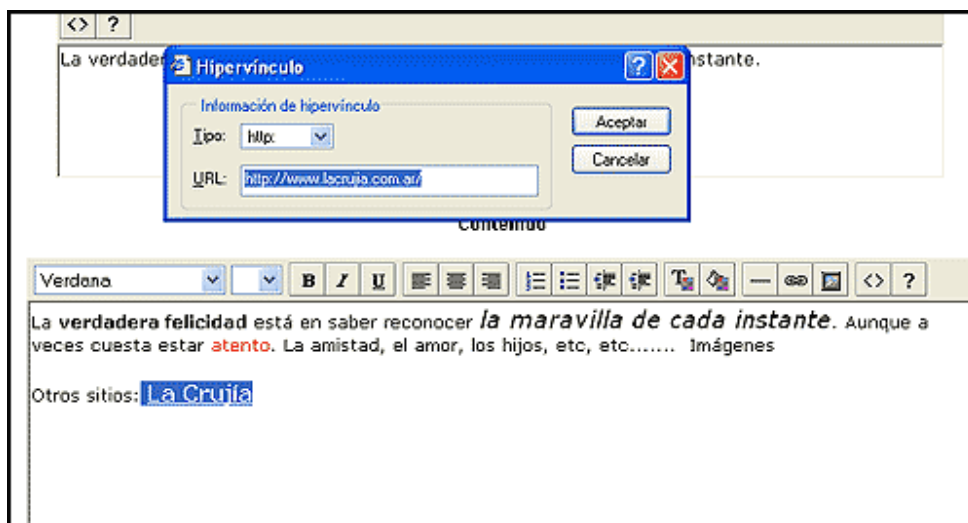 <> ?
La verdader
nstante.
Hipervínculo
?
Información de hipervínculo
Tipo: http:
Aceptar
URL: http://www.lacrujia.com.ar/
Cancelar
Contenido
Verdana B I U <> ?
La verdadera felicidad está en saber reconocer la maravilla de cada instante. Aunque a
veces cuesta estar atento. La amistad, el amor, los hijos, etc, etc....... Imágenes
Otros sitios: La Crujía